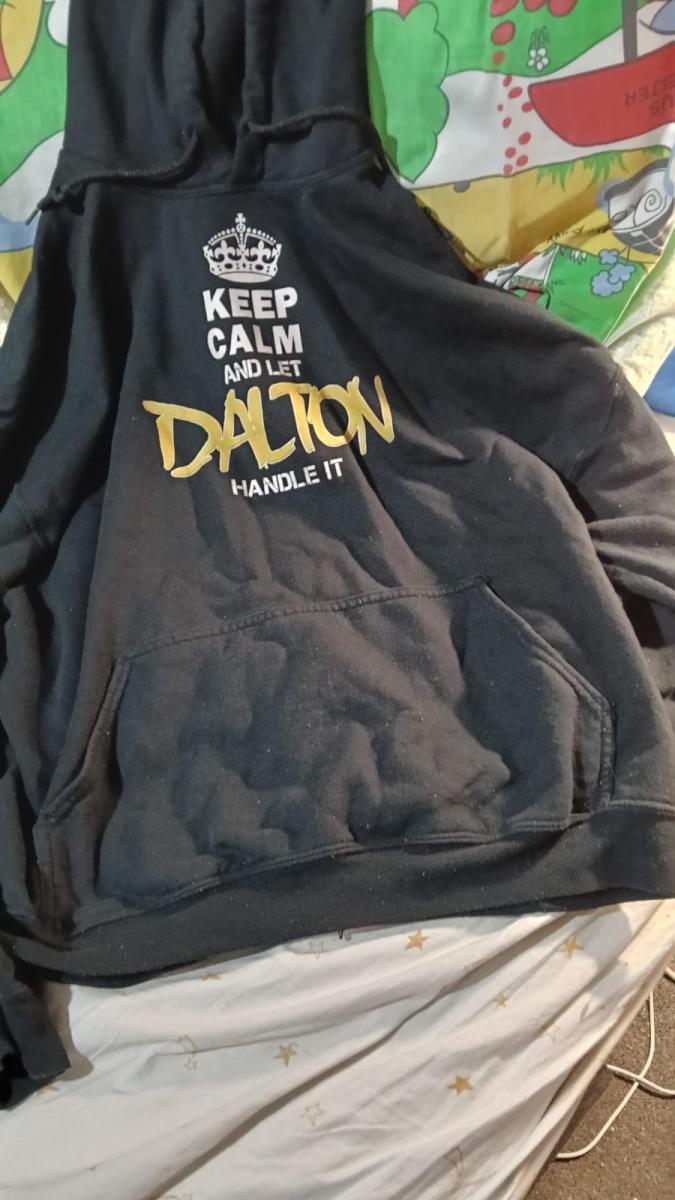 KEEP
CALM
AND LET
DALTON
HANDLE IT